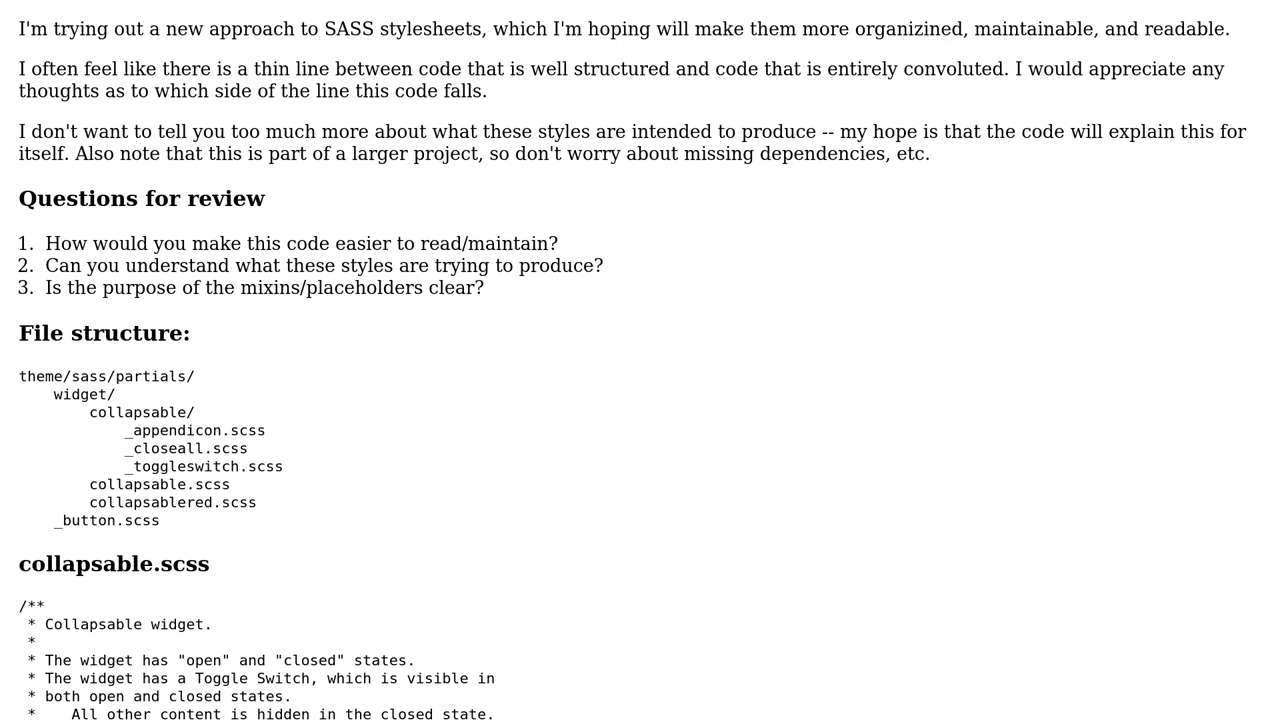 I'm trying out a new approach to SASS stylesheets, which I'm hoping will make them more organizined, maintainable, and readable.
I often feel like there is a thin line between code that is well structured and code that is entirely convoluted. I would appreciate any
thoughts as to which side of the line this code falls.
I don't want to tell you too much more about what these styles are intended to produce -- my hope is that the code will explain this for
itself. Also note that this is part of a larger project, so don't worry about missing dependencies, etc.
Questions for review
1. How would you make this code easier to read/maintain?
2. Can you understand what these styles are trying to produce?
3. Is the purpose of the mixins/placeholders clear?
File structure:
theme/sass/partials/
    widget/
        collapsable/
            _appendicon.scss
            _closeall.scss
            _toggleswitch.scss
        collapsable.scss
        collapsablered.scss
    _button.scss
collapsable.scss
/**
 * Collapsable widget.
 *
 * The widget has "open" and "closed" states.
 * The widget has a Toggle Switch, which is visible in
 * both open and closed states.
 *    All other content is hidden in the closed state.